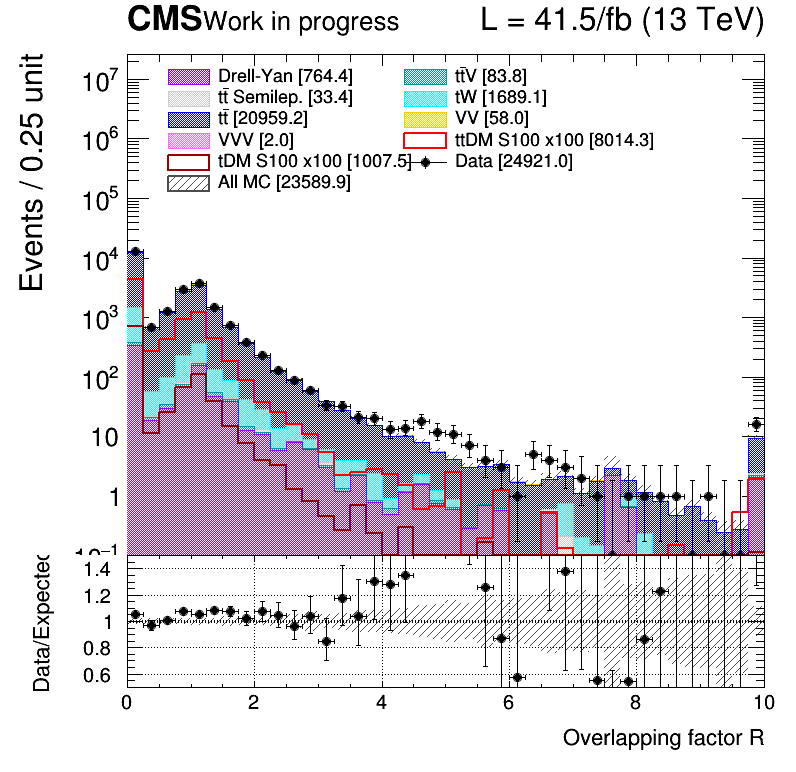 CMS Work in progress L = 41.5/fb (13 TeV)
Events / 0.25 unit
10⁷
10⁶
10⁵
10⁴
10³
10²
10
1
10⁻¹
Drell-Yan [764.4]
tt̄V [83.8]
tt̄ Semilep. [33.4]
tW [1689.1]
tt̄ [20959.2]
VV [58.0]
VVV [2.0]
ttDM S100 x100 [8014.3]
tDM S100 x100 [1007.5]
Data [24921.0]
All MC [23589.9]
Data/Expected
1.4
1.2
1
0.8
0.6
0 2 4 6 8 10
Overlapping factor R